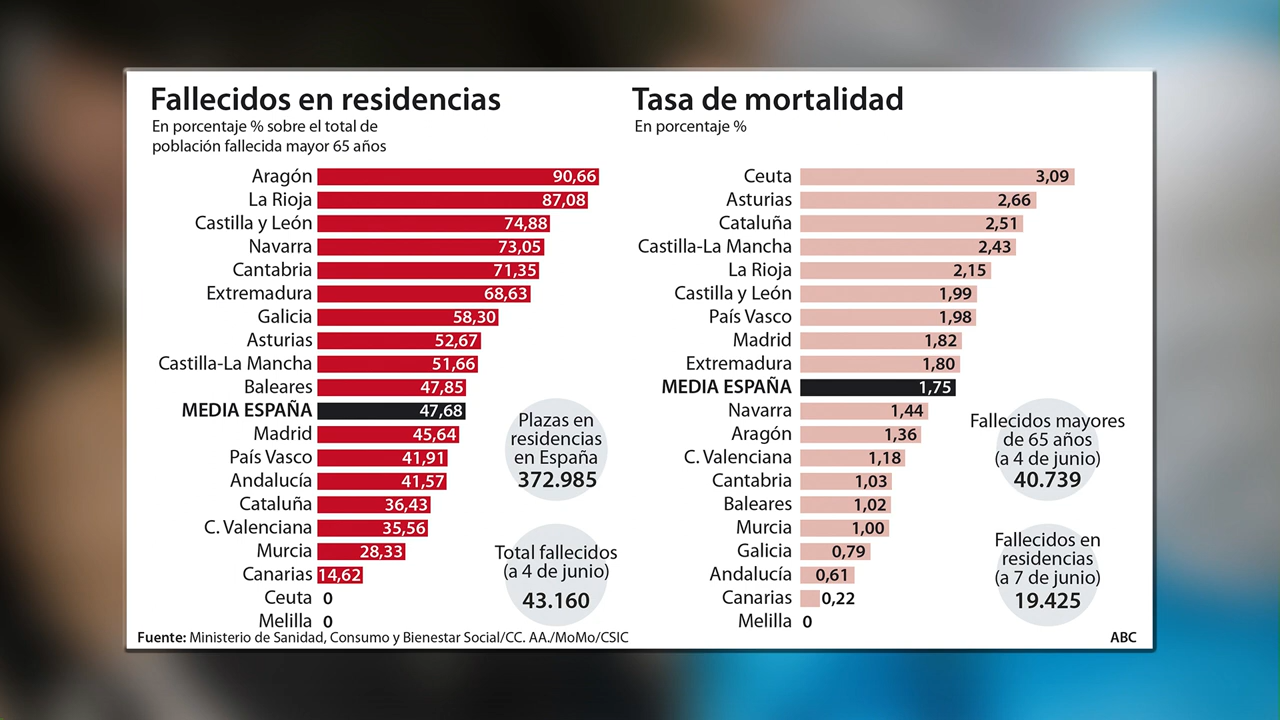 Fallecidos en residencias
En porcentaje % sobre el total de
población fallecida mayor 65 años
Aragón 90,66
La Rioja 87,08
Castilla y León 74,88
Navarra 73,05
Cantabria 71,35
Extremadura 68,63
Galicia 58,30
Asturias 52,67
Castilla-La Mancha 51,66
Baleares 47,85
MEDIA ESPAÑA 47,68
Madrid 45,64
País Vasco 41,91
Andalucía 41,57
Cataluña 36,43
C. Valenciana 35,56
Murcia 28,33
Canarias 14,62
Ceuta 0
Melilla 0
Plazas en
residencias
en España
372.985
Total fallecidos
(a 4 de junio)
43.160
Tasa de mortalidad
En porcentaje %
Ceuta 3,09
Asturias 2,66
Cataluña 2,51
Castilla-La Mancha 2,43
La Rioja 2,15
Castilla y León 1,99
País Vasco 1,98
Madrid 1,82
Extremadura 1,80
MEDIA ESPAÑA 1,75
Navarra 1,44
Aragón 1,36
C. Valenciana 1,18
Cantabria 1,03
Baleares 1,02
Murcia 1,00
Galicia 0,79
Andalucía 0,61
Canarias 0,22
Melilla 0
Fallecidos mayores
de 65 años
(a 4 de junio)
40.739
Fallecidos en
residencias
(a 7 de junio)
19.425
Fuente: Ministerio de Sanidad, Consumo y Bienestar Social/CC. AA./MoMo/CSIC
ABC